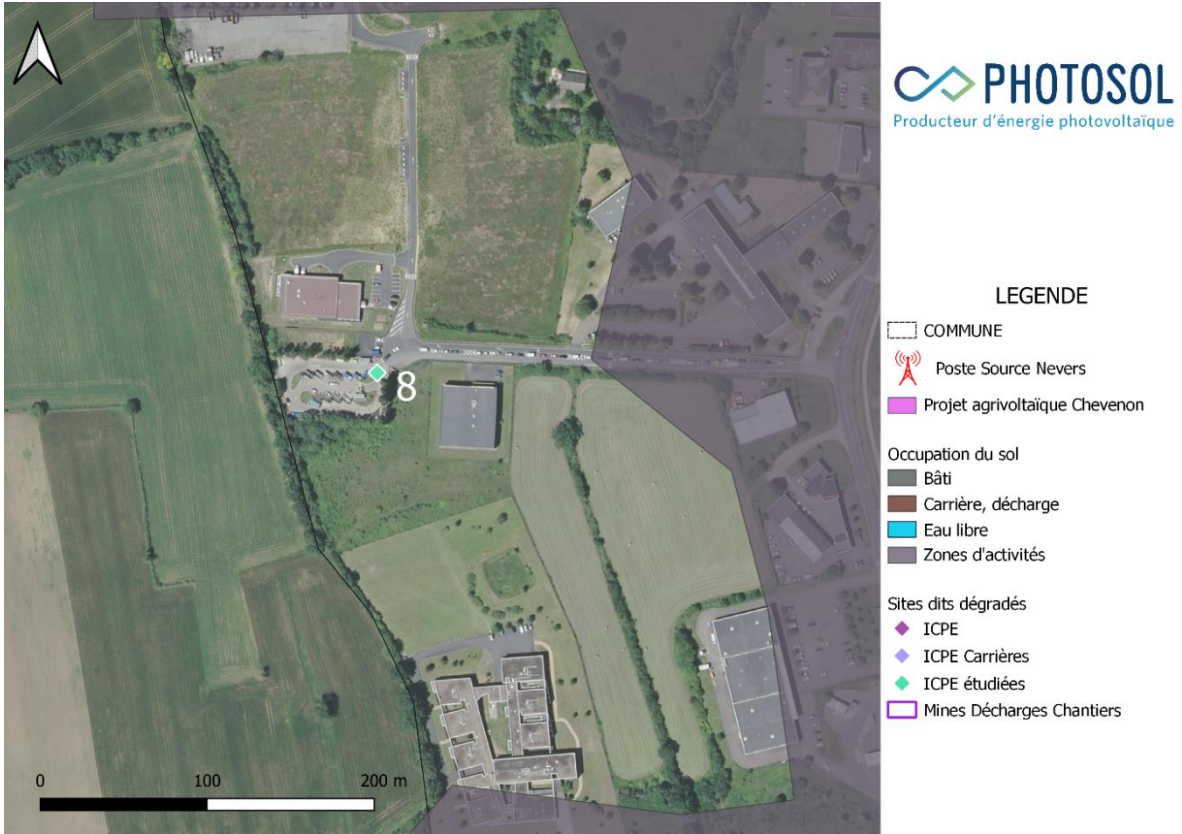 PHOTOSOL
Producteur d'énergie photovoltaïque
8
LEGENDE
COMMUNE
Poste Source Nevers
Projet agrivoltaïque Chevenon
Occupation du sol
Bâti
Carrière, décharge
Eau libre
Zones d'activités
Sites dits dégradés
ICPE
ICPE Carrières
ICPE étudiées
Mines Décharges Chantiers
0 100 200 m